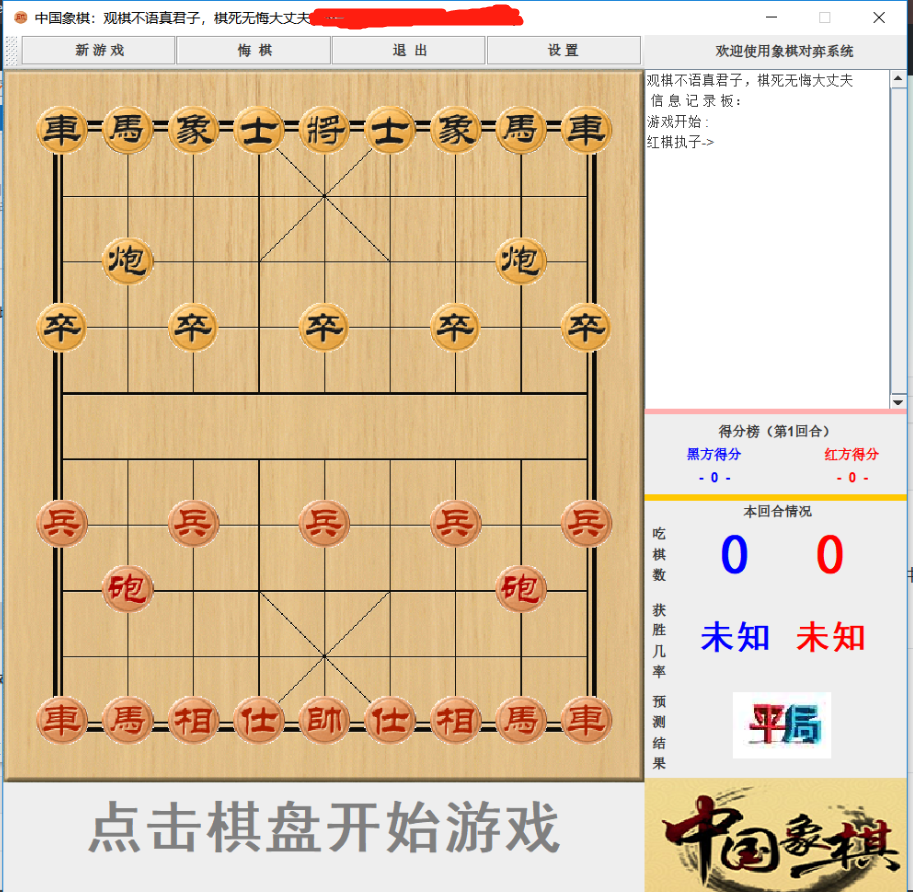 中国象棋：观棋不语真君子，棋死无悔大丈夫
新游戏 悔棋 退出 设置 欢迎使用象棋对弈系统
观棋不语真君子，棋死无悔大丈夫
信息记录板：
游戏开始：
红棋执子->
車馬象士將士象馬車
炮 炮
卒 卒 卒 卒 卒
兵 兵 兵 兵 兵
砲 砲
車馬相仕帥仕相馬車
得分榜（第1回合）
黑方得分 红方得分
- 0 - - 0 -
本回合情况
吃棋数 0 0
获胜几率 未知 未知
预测结果 平局
点击棋盘开始游戏
中国象棋